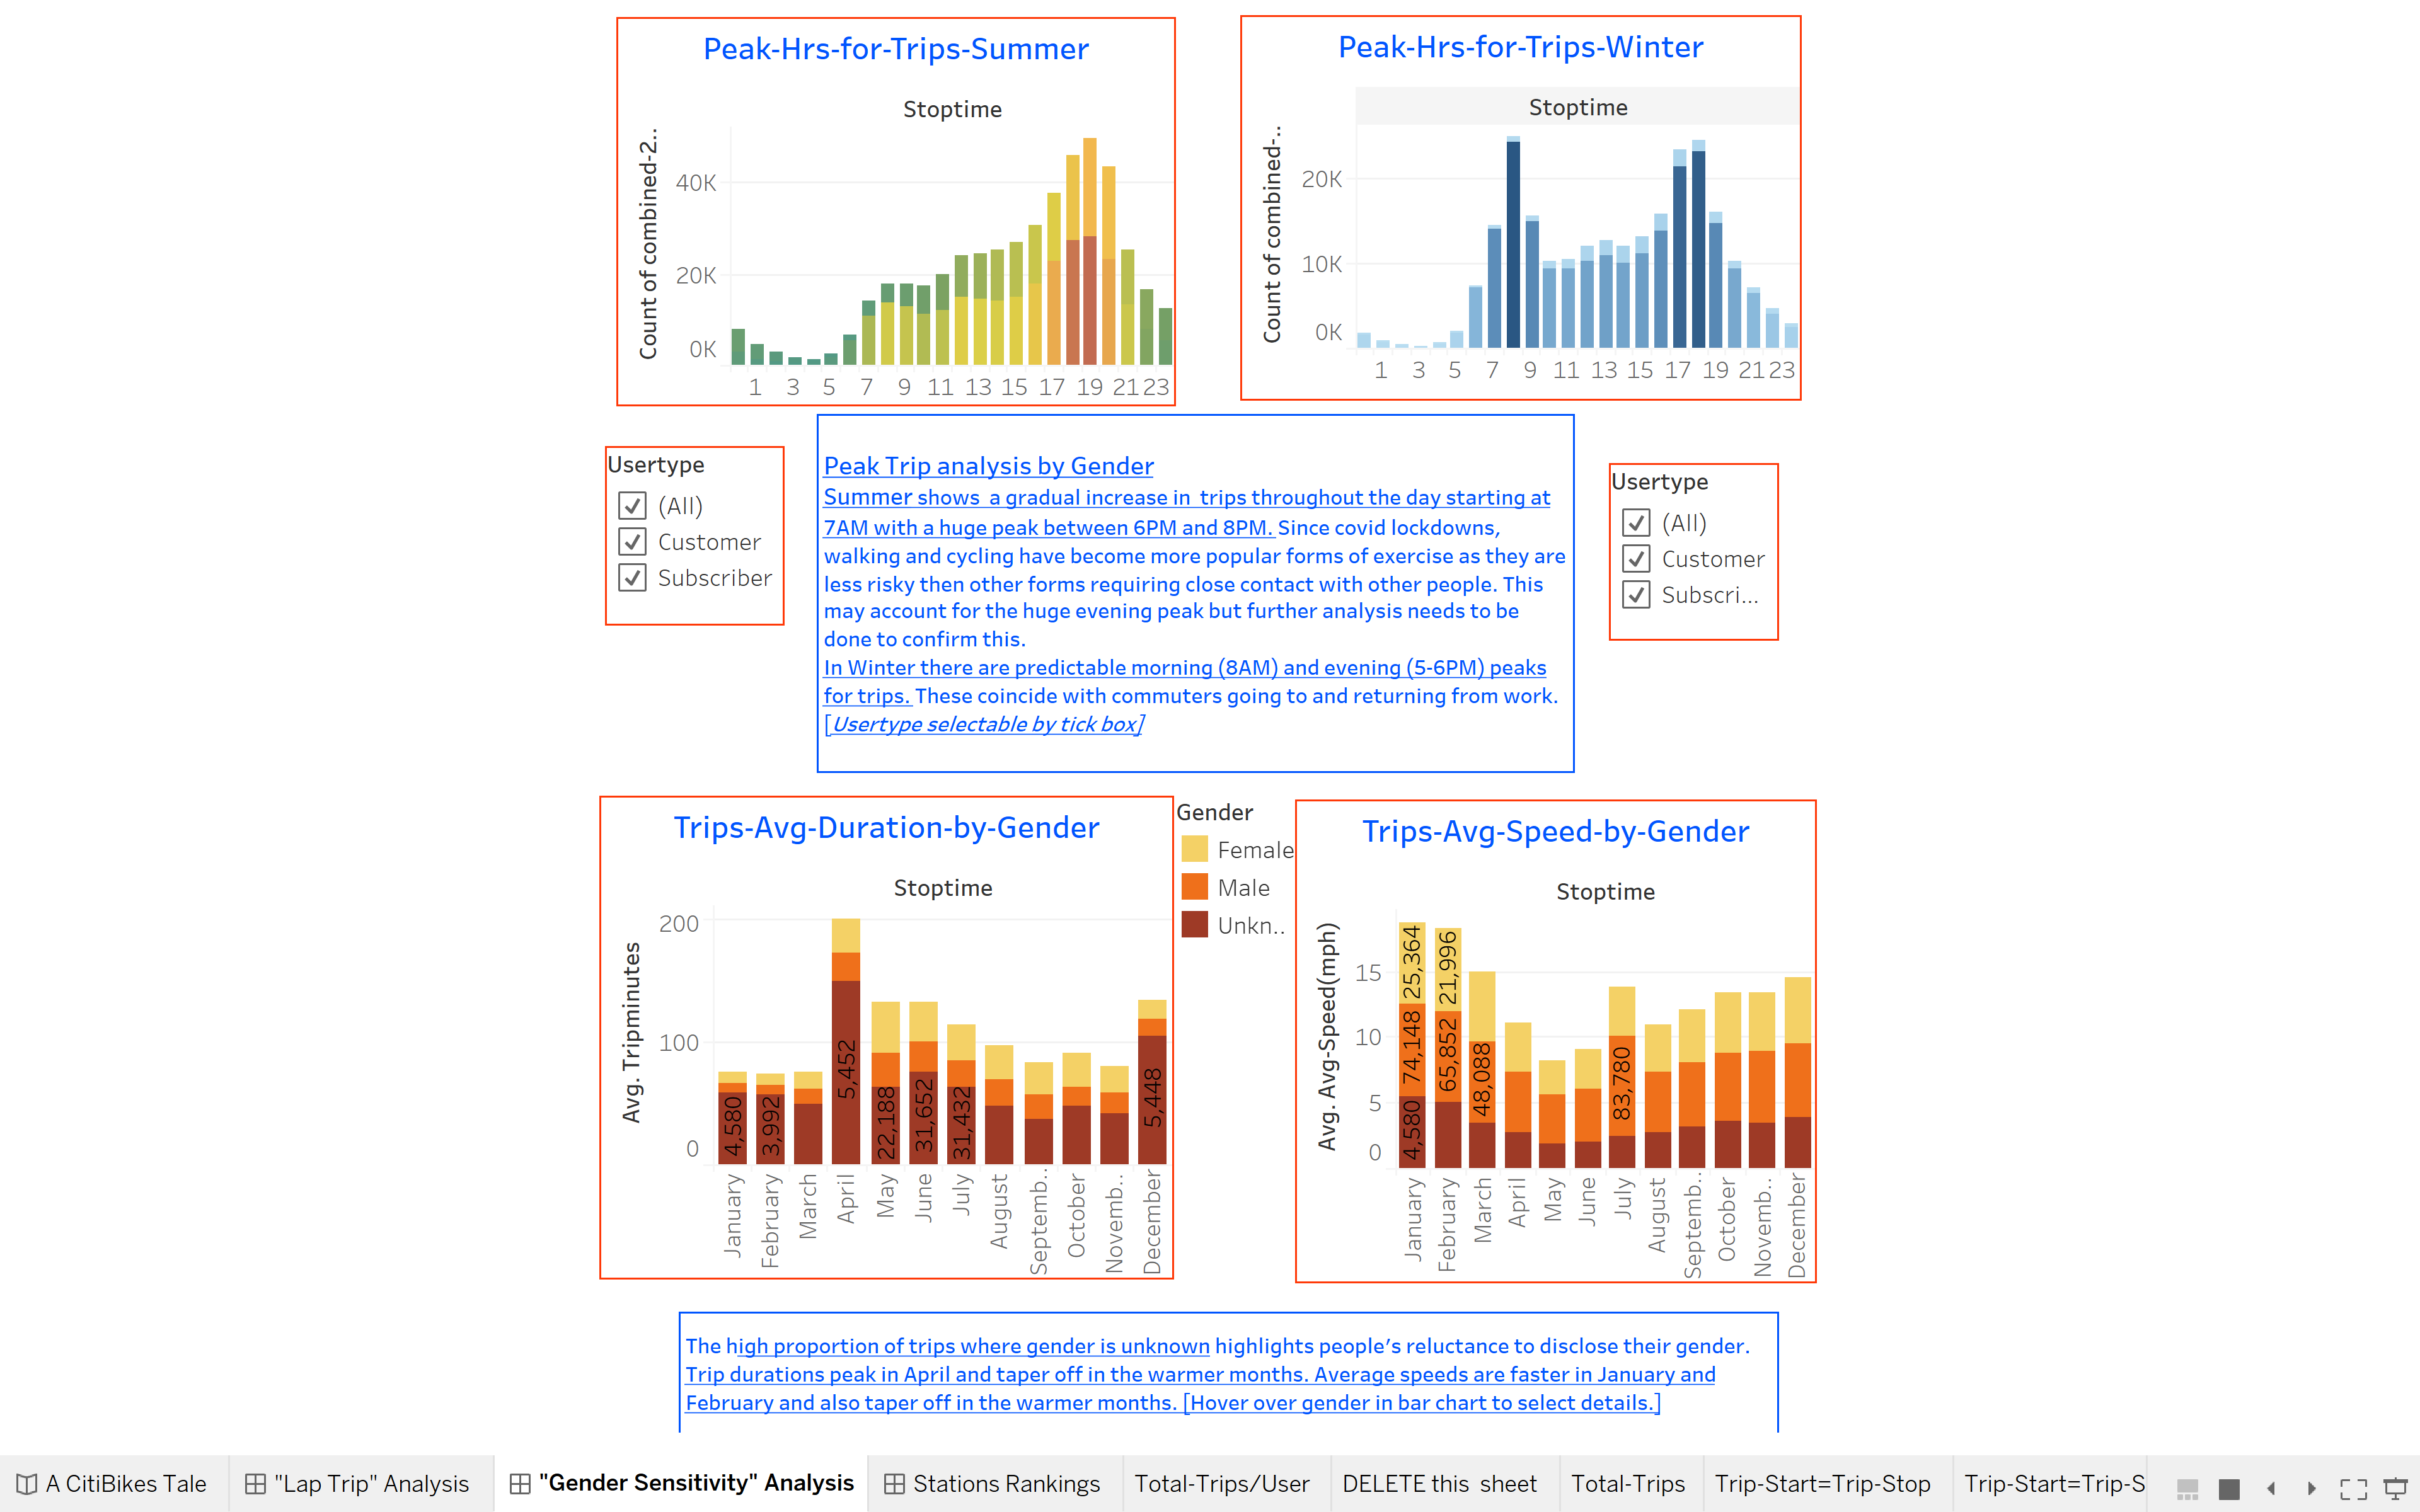 Peak-Hrs-for-Trips-Summer
Stoptime
Count of combined-2..
40K
20K
0K
1 3 5 7 9 11 13 15 17 19 21 23
Peak-Hrs-for-Trips-Winter
Stoptime
Count of combined-..
20K
10K
0K
1 3 5 7 9 11 13 15 17 19 21 23
Usertype
(All)
Customer
Subscriber
Peak Trip analysis by Gender
Summer shows  a gradual increase in  trips throughout the day starting at
7AM with a huge peak between 6PM and 8PM. Since covid lockdowns,
walking and cycling have become more popular forms of exercise as they are
less risky then other forms requiring close contact with other people. This
may account for the huge evening peak but further analysis needs to be
done to confirm this.
In Winter there are predictable morning (8AM) and evening (5-6PM) peaks
for trips. These coincide with commuters going to and returning from work.
[Usertype selectable by tick box]
Usertype
(All)
Customer
Subscri...
Trips-Avg-Duration-by-Gender
Stoptime
Avg. Tripminutes
200
100
0
4,580
3,992
5,452
22,188
31,652
31,432
5,448
January
February
March
April
May
June
July
August
Septemb..
October
Novemb..
December
Gender
Female
Male
Unkn..
Trips-Avg-Speed-by-Gender
Stoptime
Avg. Avg-Speed(mph)
15
10
5
0
25,364
74,148
4,580
21,996
65,852
48,088
83,780
January
February
March
April
May
June
July
August
Septemb..
October
Novemb..
December
The high proportion of trips where gender is unknown highlights people's reluctance to disclose their gender.
Trip durations peak in April and taper off in the warmer months. Average speeds are faster in January and
February and also taper off in the warmer months. [Hover over gender in bar chart to select details.]
A CitiBikes Tale
"Lap Trip" Analysis
"Gender Sensitivity" Analysis
Stations Rankings
Total-Trips/User
DELETE this  sheet
Total-Trips
Trip-Start=Trip-Stop
Trip-Start=Trip-S